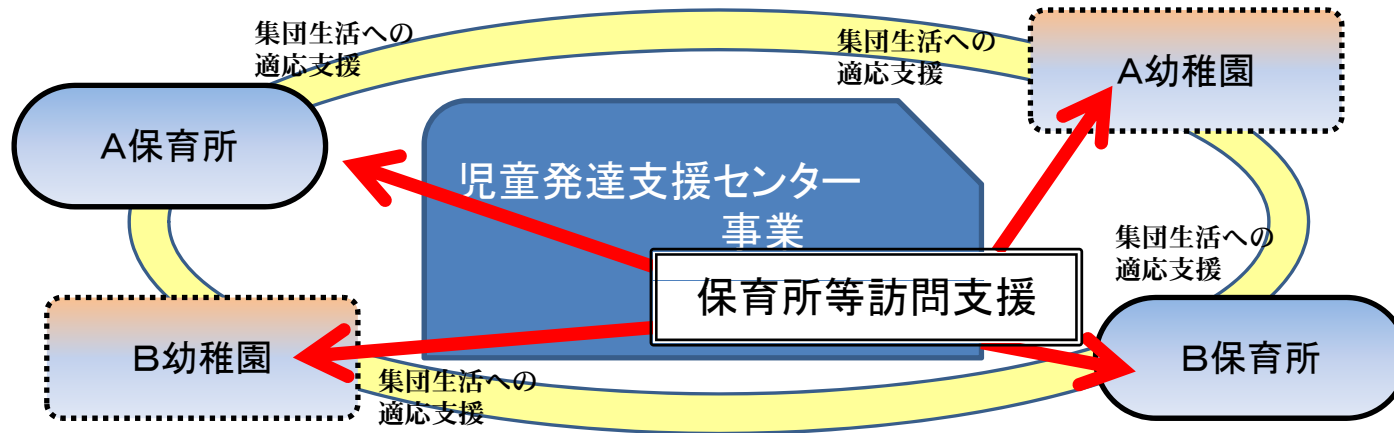 集団生活への
適応支援
集団生活への
適応支援
A幼稚園
A保育所
児童発達支援センター
事業
集団生活への
適応支援
保育所等訪問支援
B幼稚園
B保育所
集団生活への
適応支援